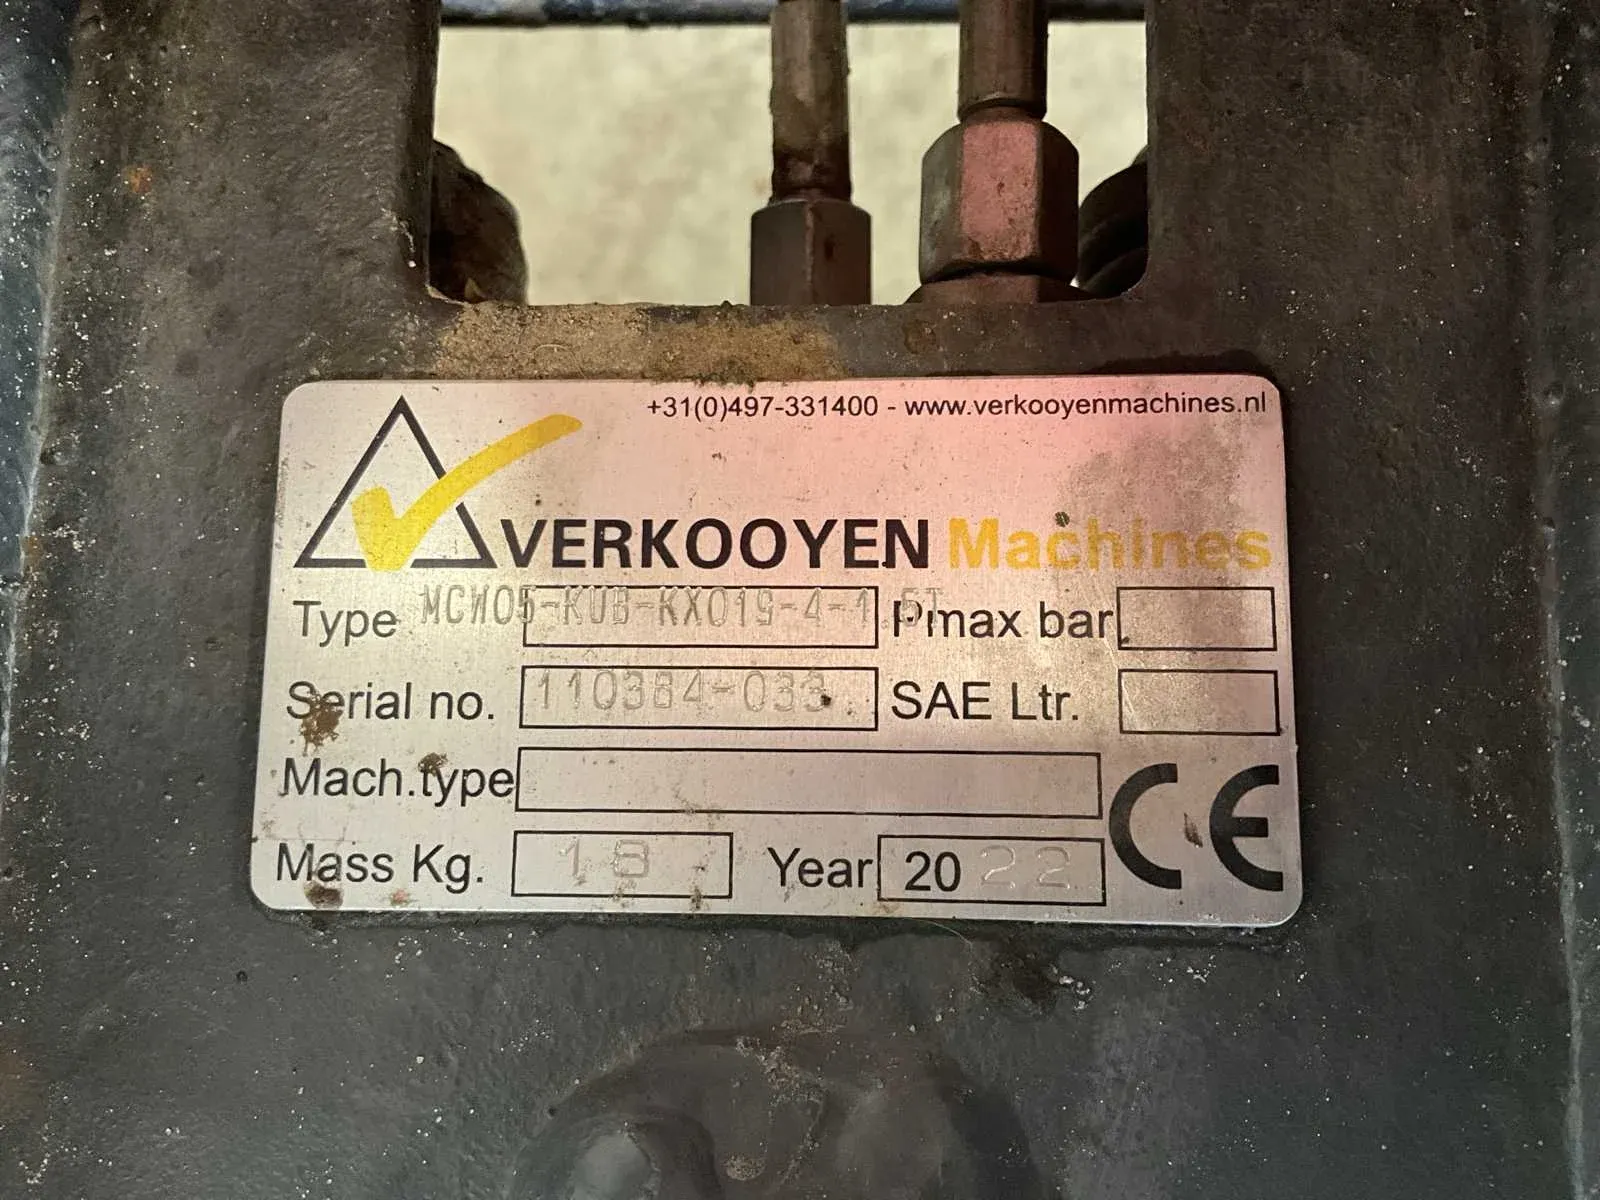 +31(0)497-331400 - www.verkooyenmachines.nl
VERKOOYEN Machines
Type MCW05-KUB-KX019-4-1.5T Pmax bar
Serial no. 110384-033 SAE Ltr.
Mach.type
Mass Kg. 18 Year 2022 CE